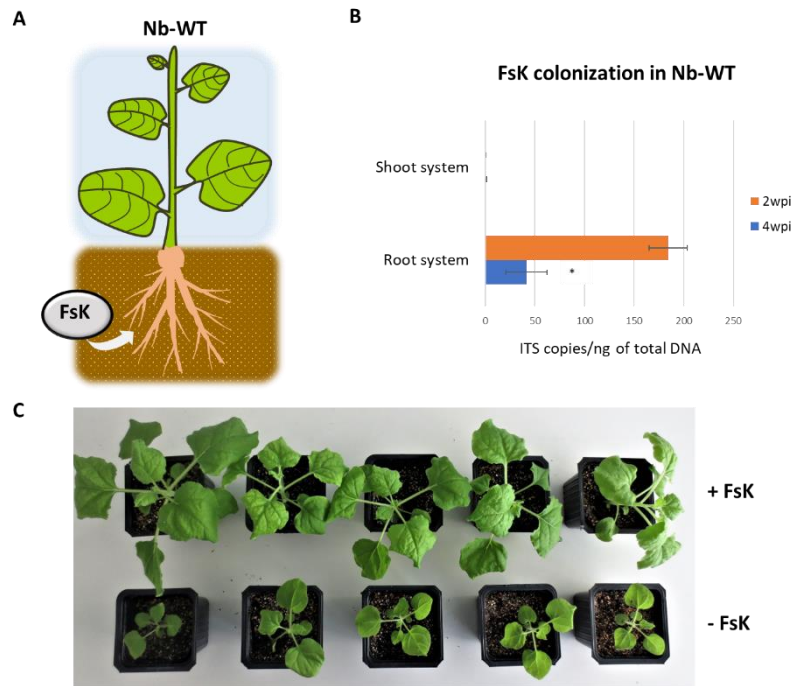 A
Nb-WT
FsK
B
FsK colonization in Nb-WT
Shoot system
Root system
*
0 50 100 150 200 250
ITS copies/ng of total DNA
2wpi
4wpi
C
+ FsK
- FsK